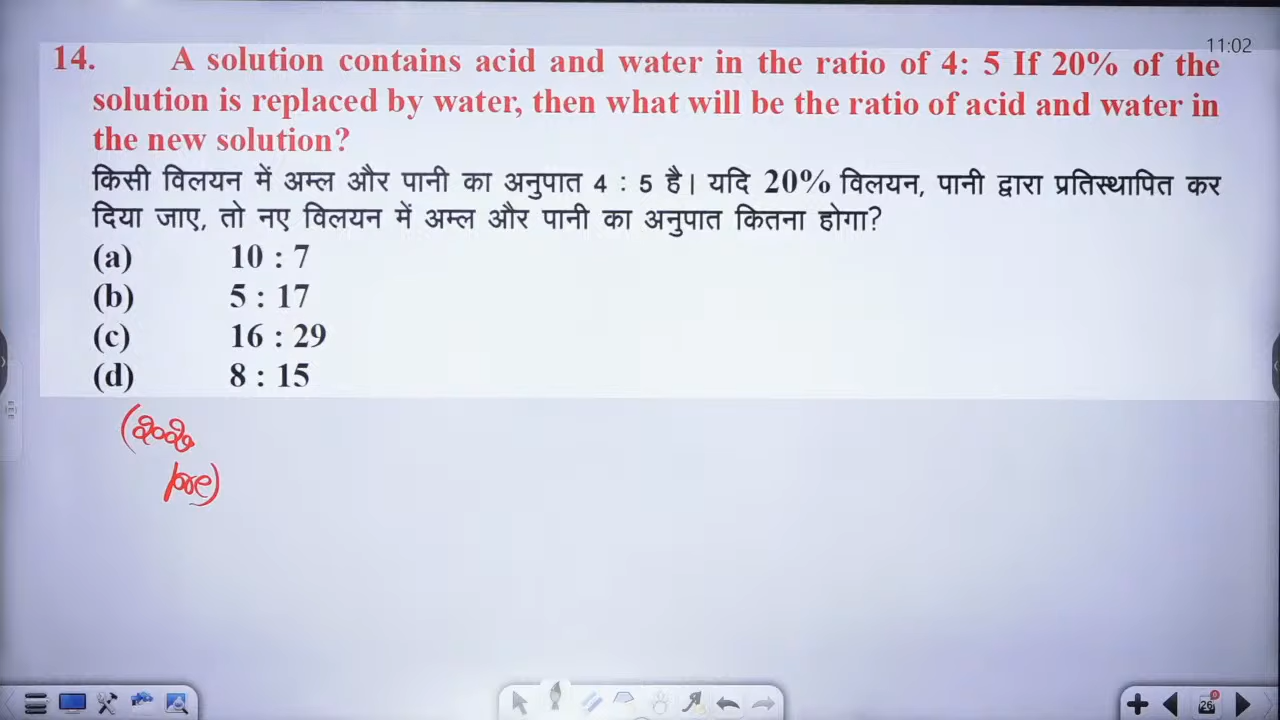 11:02
14. A solution contains acid and water in the ratio of 4: 5 If 20% of the
solution is replaced by water, then what will be the ratio of acid and water in
the new solution?
किसी विलयन में अम्ल और पानी का अनुपात 4 : 5 है। यदि 20% विलयन, पानी द्वारा प्रतिस्थापित कर
दिया जाए, तो नए विलयन में अम्ल और पानी का अनुपात कितना होगा?
(a) 10 : 7
(b) 5 : 17
(c) 16 : 29
(d) 8 : 15
pre)
26